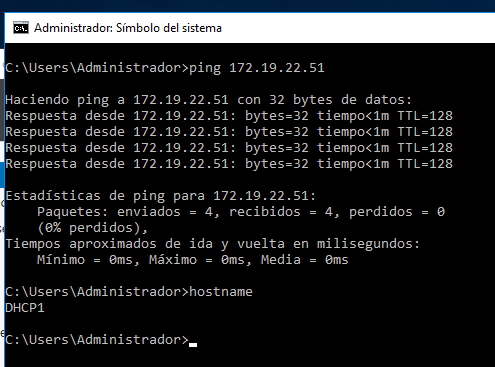 Administrador: Símbolo del sistema
C:\Users\Administrador>ping 172.19.22.51
Haciendo ping a 172.19.22.51 con 32 bytes de datos:
Respuesta desde 172.19.22.51: bytes=32 tiempo<1m TTL=128
Respuesta desde 172.19.22.51: bytes=32 tiempo<1m TTL=128
Respuesta desde 172.19.22.51: bytes=32 tiempo<1m TTL=128
Respuesta desde 172.19.22.51: bytes=32 tiempo<1m TTL=128
Estadísticas de ping para 172.19.22.51:
Paquetes: enviados = 4, recibidos = 4, perdidos = 0
(0% perdidos),
Tiempos aproximados de ida y vuelta en milisegundos:
Mínimo = 0ms, Máximo = 0ms, Media = 0ms
C:\Users\Administrador>hostname
DHCP1
C:\Users\Administrador>